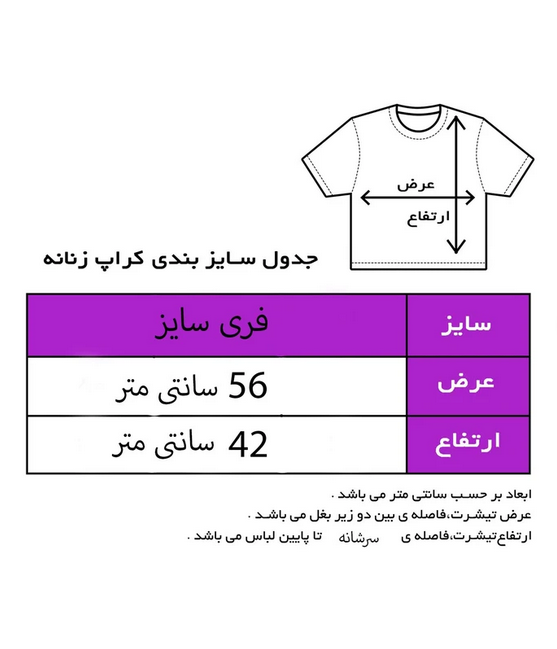 عرض
ارتفاع
جدول سایز بندی کراپ زنانه
سایز فری سایز
عرض 56 سانتی متر
ارتفاع 42 سانتی متر
ابعاد بر حسب سانتی متر می باشد .
عرض تیشرت،فاصله ی بین دو زیر بغل می باشد .
ارتفاع‌تیشرت،فاصله ی سرشانه تا پایین لباس می باشد .